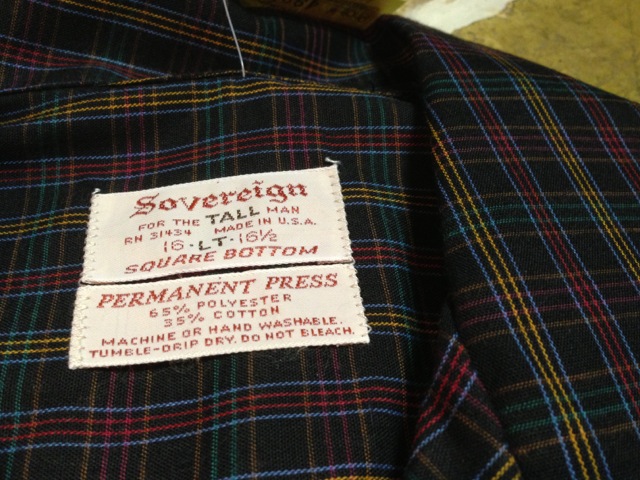 Sovereign
FOR THE TALL MAN
RN 31434 MADE IN U.S.A.
16 · LT · 16½
SQUARE BOTTOM
PERMANENT PRESS
65% POLYESTER
35% COTTON
MACHINE OR HAND WASHABLE.
TUMBLE-DRIP DRY. DO NOT BLEACH.